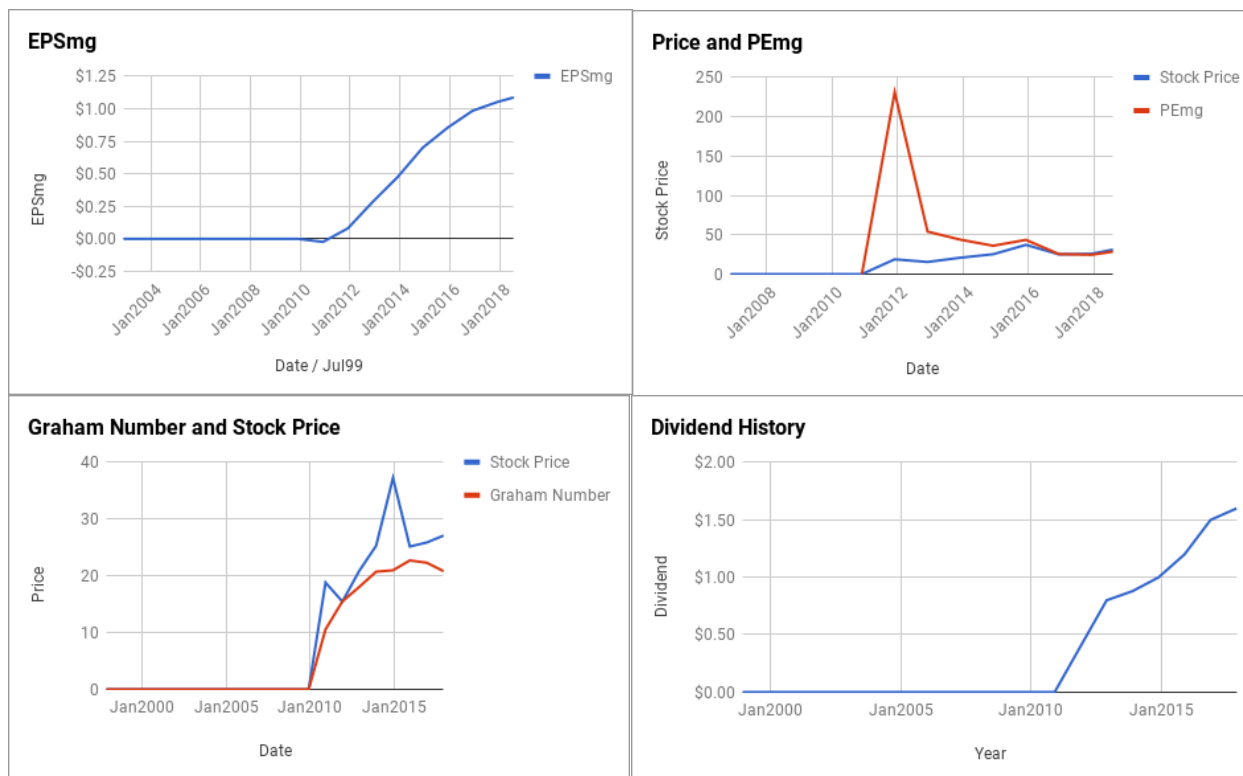 EPSmg
EPSmg
$1.25
$1.00
$0.75
$0.50
$0.25
$0.00
-$0.25
EPSmg
Jan2004
Jan2006
Jan2008
Jan2010
Jan2012
Jan2014
Jan2016
Jan2018
Date / Jul99
Price and PEmg
Stock Price
PEmg
250
200
150
100
50
0
Stock Price
Jan2008
Jan2010
Jan2012
Jan2014
Jan2016
Jan2018
Date
Graham Number and Stock Price
Stock Price
Graham Number
40
30
20
10
0
Price
Jan2000
Jan2005
Jan2010
Jan2015
Date
Dividend History
$2.00
$1.50
$1.00
$0.50
$0.00
Dividend
Jan2000
Jan2005
Jan2010
Jan2015
Year